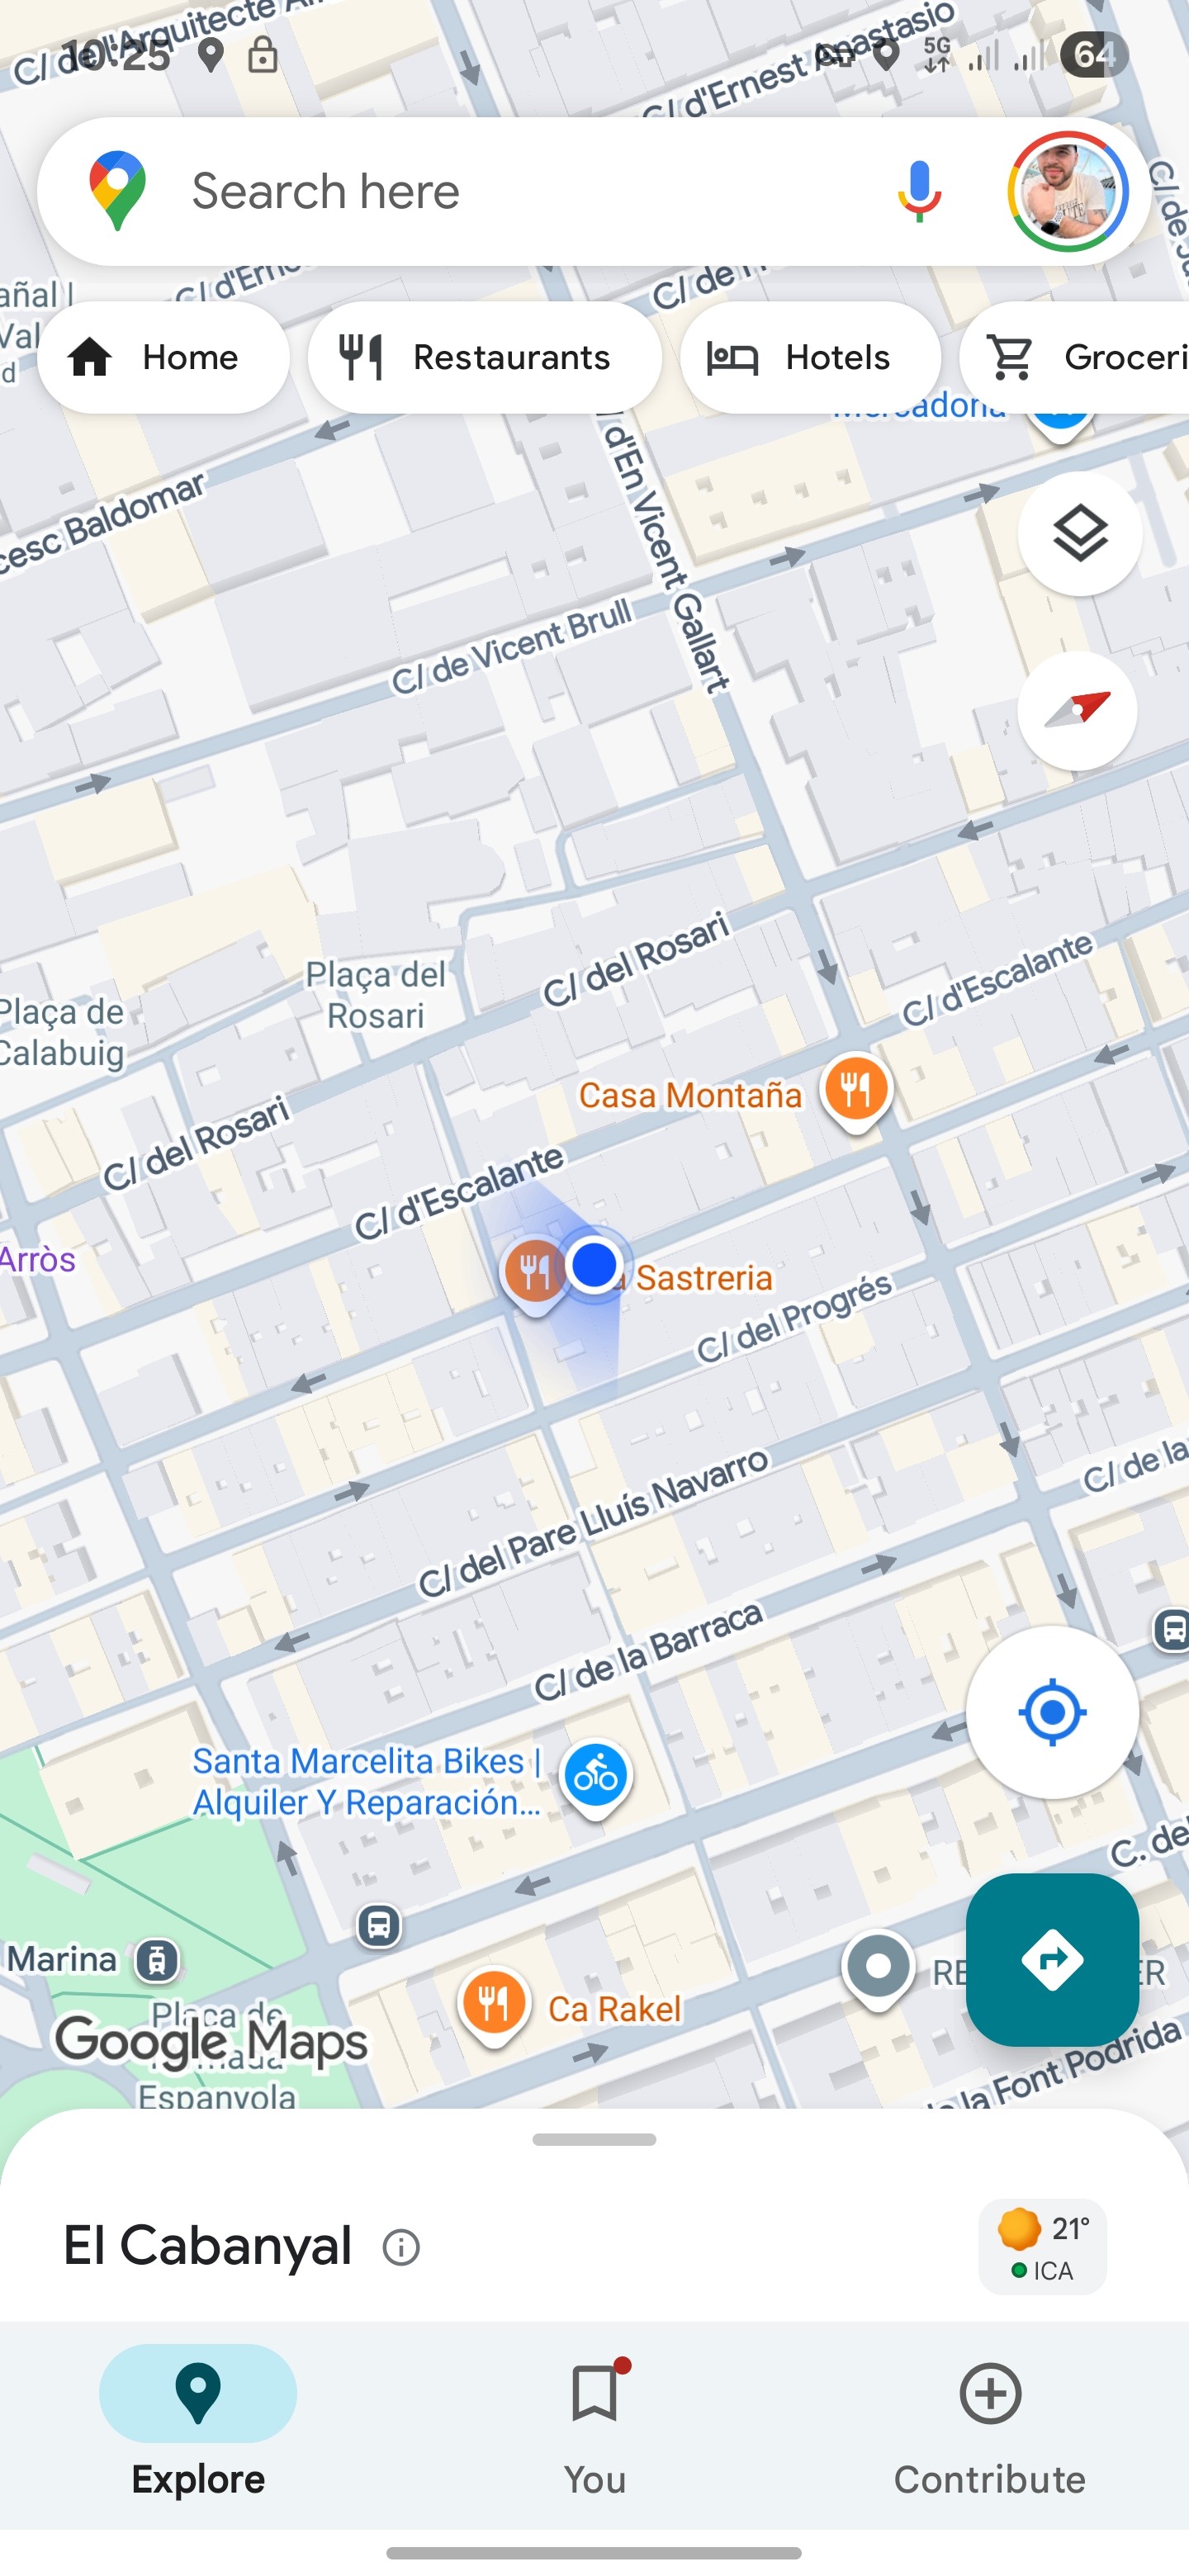 C/ de l'Arquitecte
10:25
C/ d'Ernest Anastasio
5G
64
Search here
C/ de
Home
Restaurants
Hotels
Mercadona
cesc Baldomar
d'En Vicent Gallart
C/ de Vicent Brull
Plaça del
Rosari
C/ del Rosari
C/ d'Escalante
Plaça de
Calabuig
Casa Montaña
C/ del Rosari
C/ d'Escalante
Arròs
Sastreria
C/ del Progrés
C/ del Pare Lluís Navarro
C/ de la
C/ de la Barraca
Santa Marcelita Bikes |
Alquiler Y Reparación...
Marina
Plaça de
Espanyola
Google Maps
Ca Rakel
la Font Podrida
El Cabanyal
21°
ICA
Explore
You
Contribute